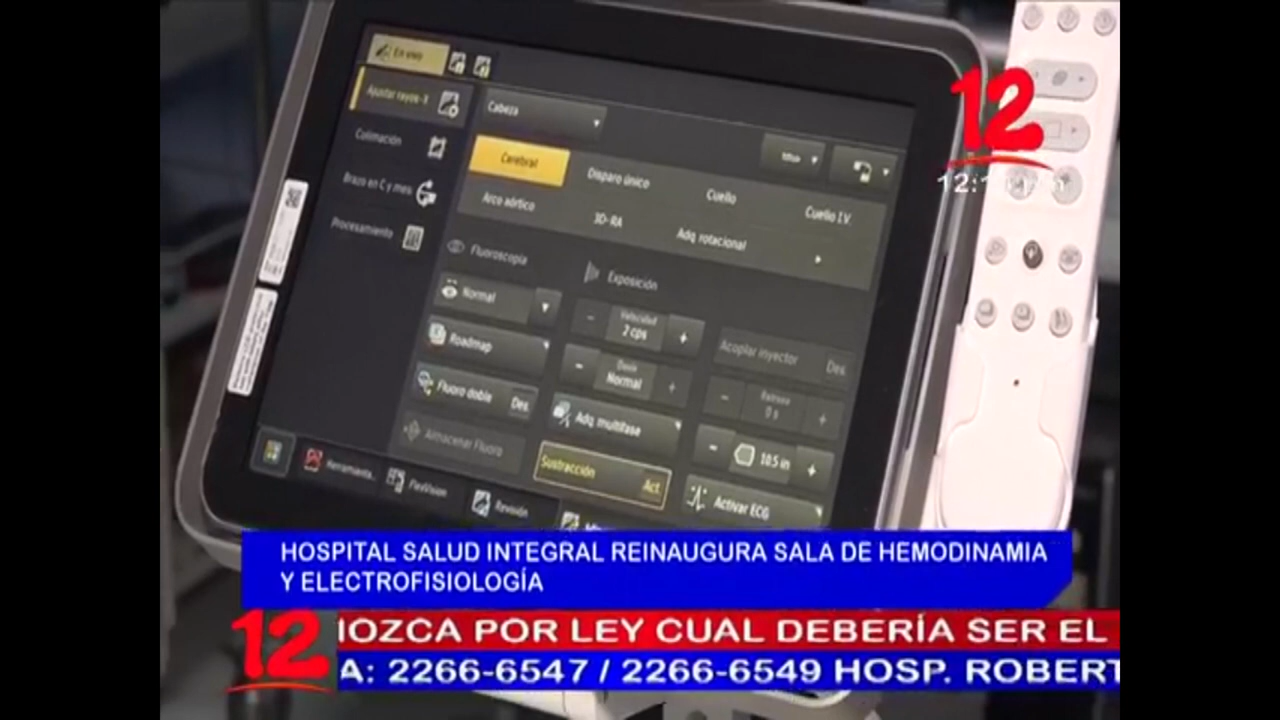 En vivo
Ajustar rayos-X
Colimación
Brazo en C y mesa
Procesamiento
Cabeza
Cerebral
Disparo único
Cuello
Cuello I.V.
Arco aórtico
3D-RA
Adq rotacional
Fluoroscopia
Exposición
Normal
Velocidad
2 cps
Acoplar inyector Des
Roadmap
Dosis
Normal
0 s
Fluoro doble Des
Adq multifase
10.5 in
Almacenar Fluoro
Sustracción Act
Activar ECG
FlexVision
Revisión
12
HOSPITAL SALUD INTEGRAL REINAUGURA SALA DE HEMODINAMIA
Y ELECTROFISIOLOGÍA
12
IOZCA POR LEY CUAL DEBERÍA SER EL
A: 2266-6547 / 2266-6549 HOSP. ROBERT